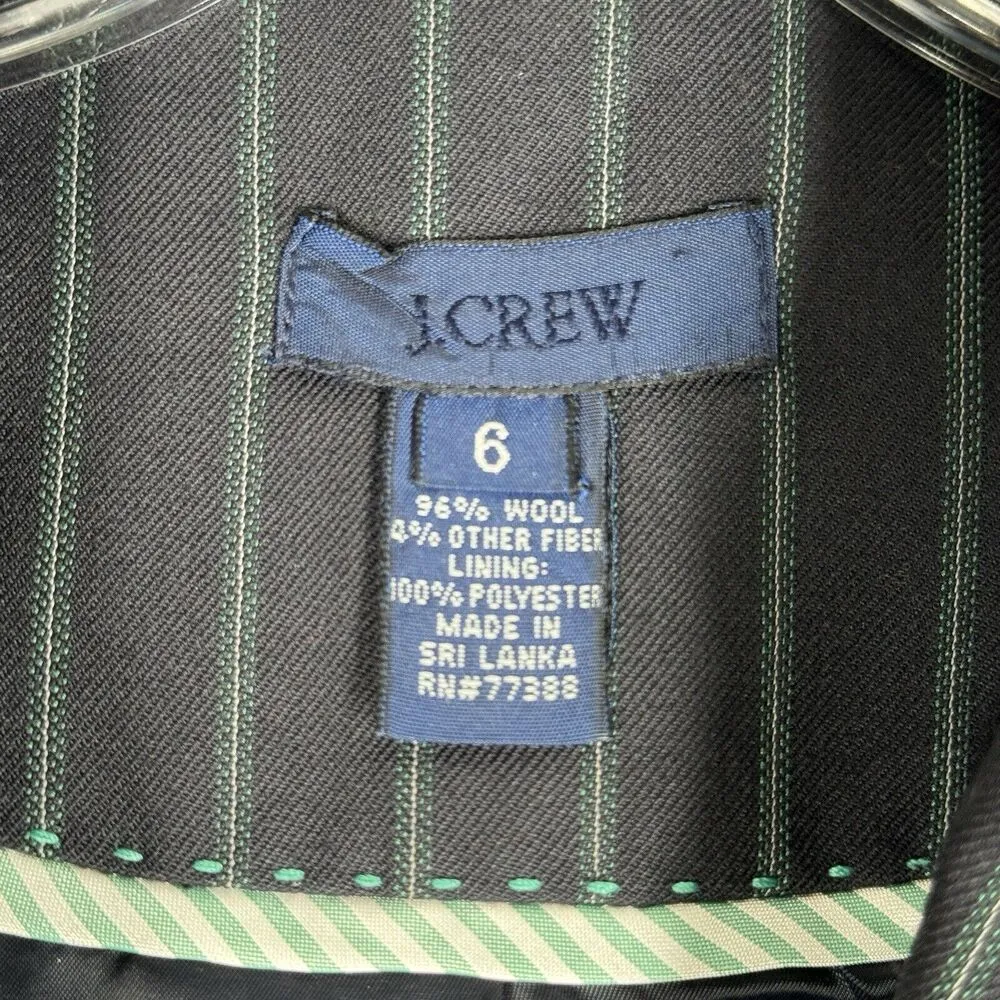 J.CREW
6
96% WOOL
4% OTHER FIBER
LINING:
100% POLYESTER
MADE IN
SRI LANKA
RN#77388